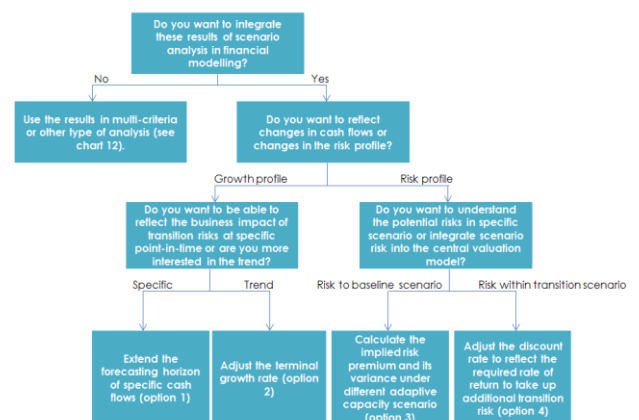 Do you want to integrate
these results of scenario
analysis in financial
modelling?
No
Yes
Use the results in multi-criteria
or other type of analysis (see
chart 12).
Do you want to reflect
changes in cash flows or
changes in the risk profile?
Growth profile
Risk profile
Do you want to be able to
reflect the business impact of
transition risks at specific
point-in-time or are you more
interested in the trend?
Do you want to understand
the potential risks in specific
scenario or integrate scenario
risk into the central valuation
model?
Specific
Trend
Risk to baseline scenario
Risk within transition scenario
Extend the
forecasting horizon
of specific cash
flows (option 1)
Adjust the terminal
growth rate (option
2)
Calculate the
implied risk
premium and its
variance under
different adaptive
capacity scenario
(option 3)
Adjust the discount
rate to reflect the
required rate of
return to take up
additional transition
risk (option 4)